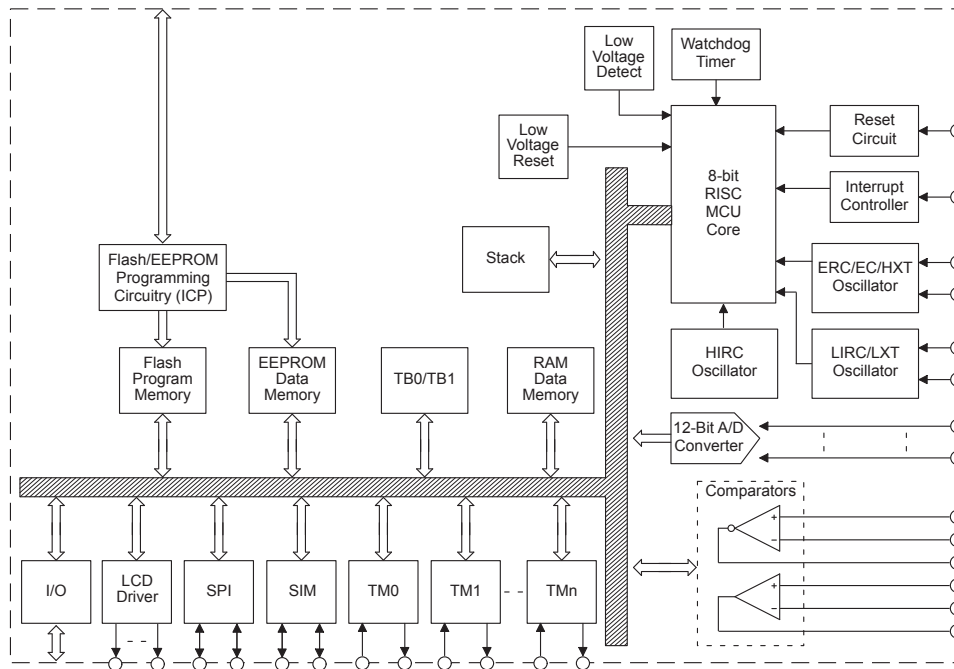 Low
Voltage
Detect
Watchdog
Timer
Low
Voltage
Reset
8-bit
RISC
MCU
Core
Reset
Circuit
Interrupt
Controller
Stack
ERC/EC/HXT
Oscillator
Flash/EEPROM
Programming
Circuitry (ICP)
HIRC
Oscillator
LIRC/LXT
Oscillator
Flash
Program
Memory
EEPROM
Data
Memory
TB0/TB1
RAM
Data
Memory
12-Bit A/D
Converter
Comparators
+
−
+
−
I/O
LCD
Driver
SPI
SIM
TM0
TM1
TMn